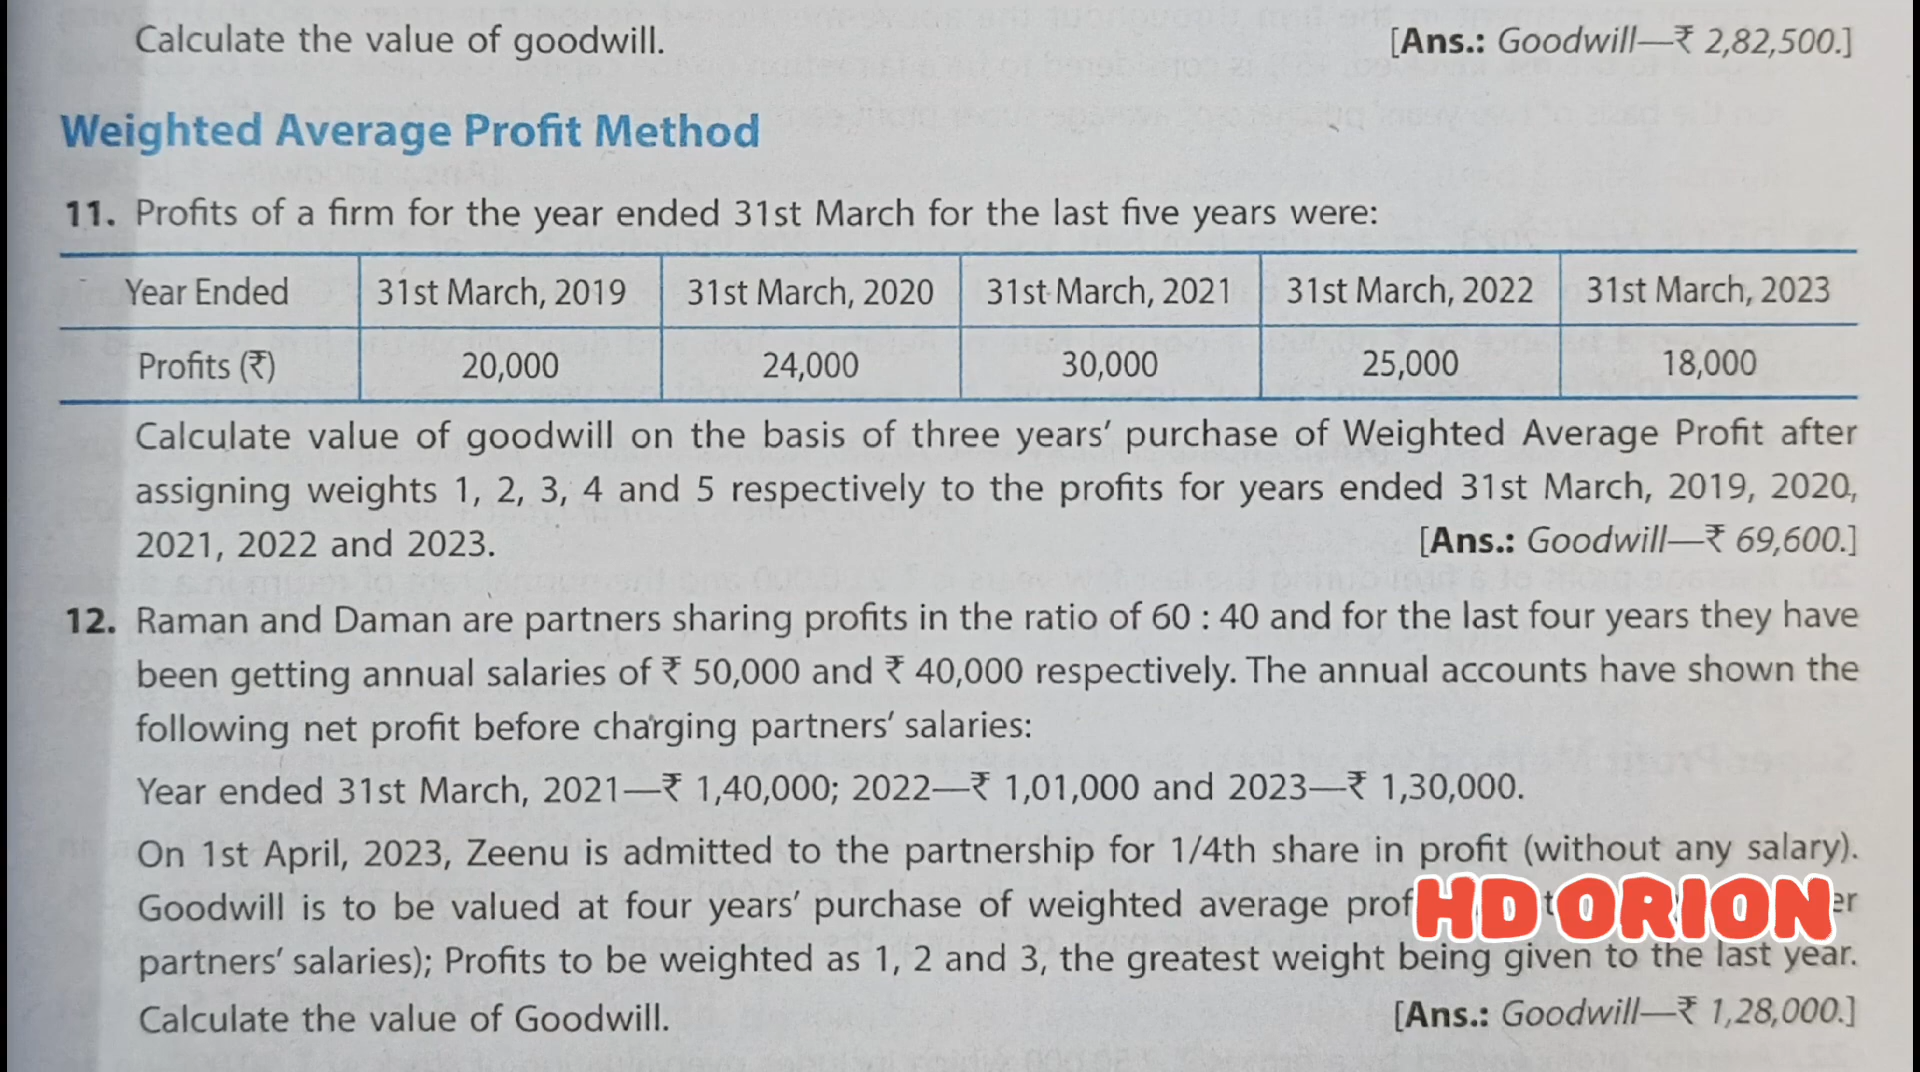 Calculate the value of goodwill. [Ans.: Goodwill—₹ 2,82,500.]
Weighted Average Profit Method
11. Profits of a firm for the year ended 31st March for the last five years were:
Year Ended 31st March, 2019 31st March, 2020 31st March, 2021 31st March, 2022 31st March, 2023
Profits (₹) 20,000 24,000 30,000 25,000 18,000
Calculate value of goodwill on the basis of three years’ purchase of Weighted Average Profit after
assigning weights 1, 2, 3, 4 and 5 respectively to the profits for years ended 31st March, 2019, 2020,
2021, 2022 and 2023. [Ans.: Goodwill—₹ 69,600.]
12. Raman and Daman are partners sharing profits in the ratio of 60 : 40 and for the last four years they have
been getting annual salaries of ₹ 50,000 and ₹ 40,000 respectively. The annual accounts have shown the
following net profit before charging partners’ salaries:
Year ended 31st March, 2021—₹ 1,40,000; 2022—₹ 1,01,000 and 2023—₹ 1,30,000.
On 1st April, 2023, Zeenu is admitted to the partnership for 1/4th share in profit (without any salary).
Goodwill is to be valued at four years’ purchase of weighted average HD ORION
partners’ salaries); Profits to be weighted as 1, 2 and 3, the greatest weight being given to the last year.
Calculate the value of Goodwill. [Ans.: Goodwill—₹ 1,28,000.]